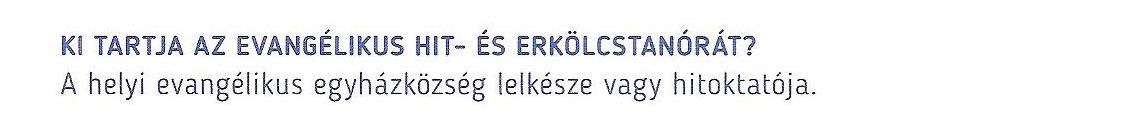 KI TARTJA AZ EVANGÉLIKUS HIT- ÉS ERKÖLCSTANÓRÁT?
A helyi evangélikus egyházközség lelkésze vagy hitoktatója.